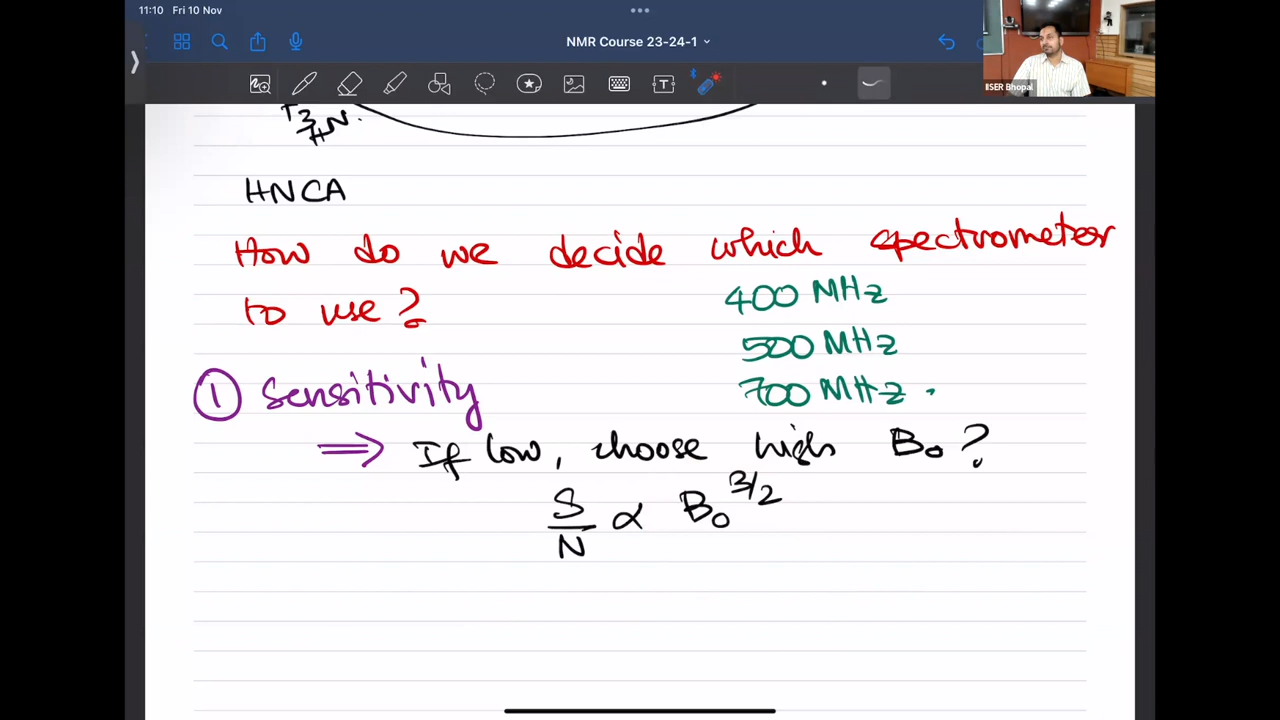 11:10 Fri 10 Nov
NMR Course 23-24-1
IISER Bhopal
HNCA
How do we decide which spectrometer
to use?
400 MHz
500 MHz
① Sensitivity
700 MHz
⇒ If low, choose high B₀?
S/N ∝ B₀^3/2